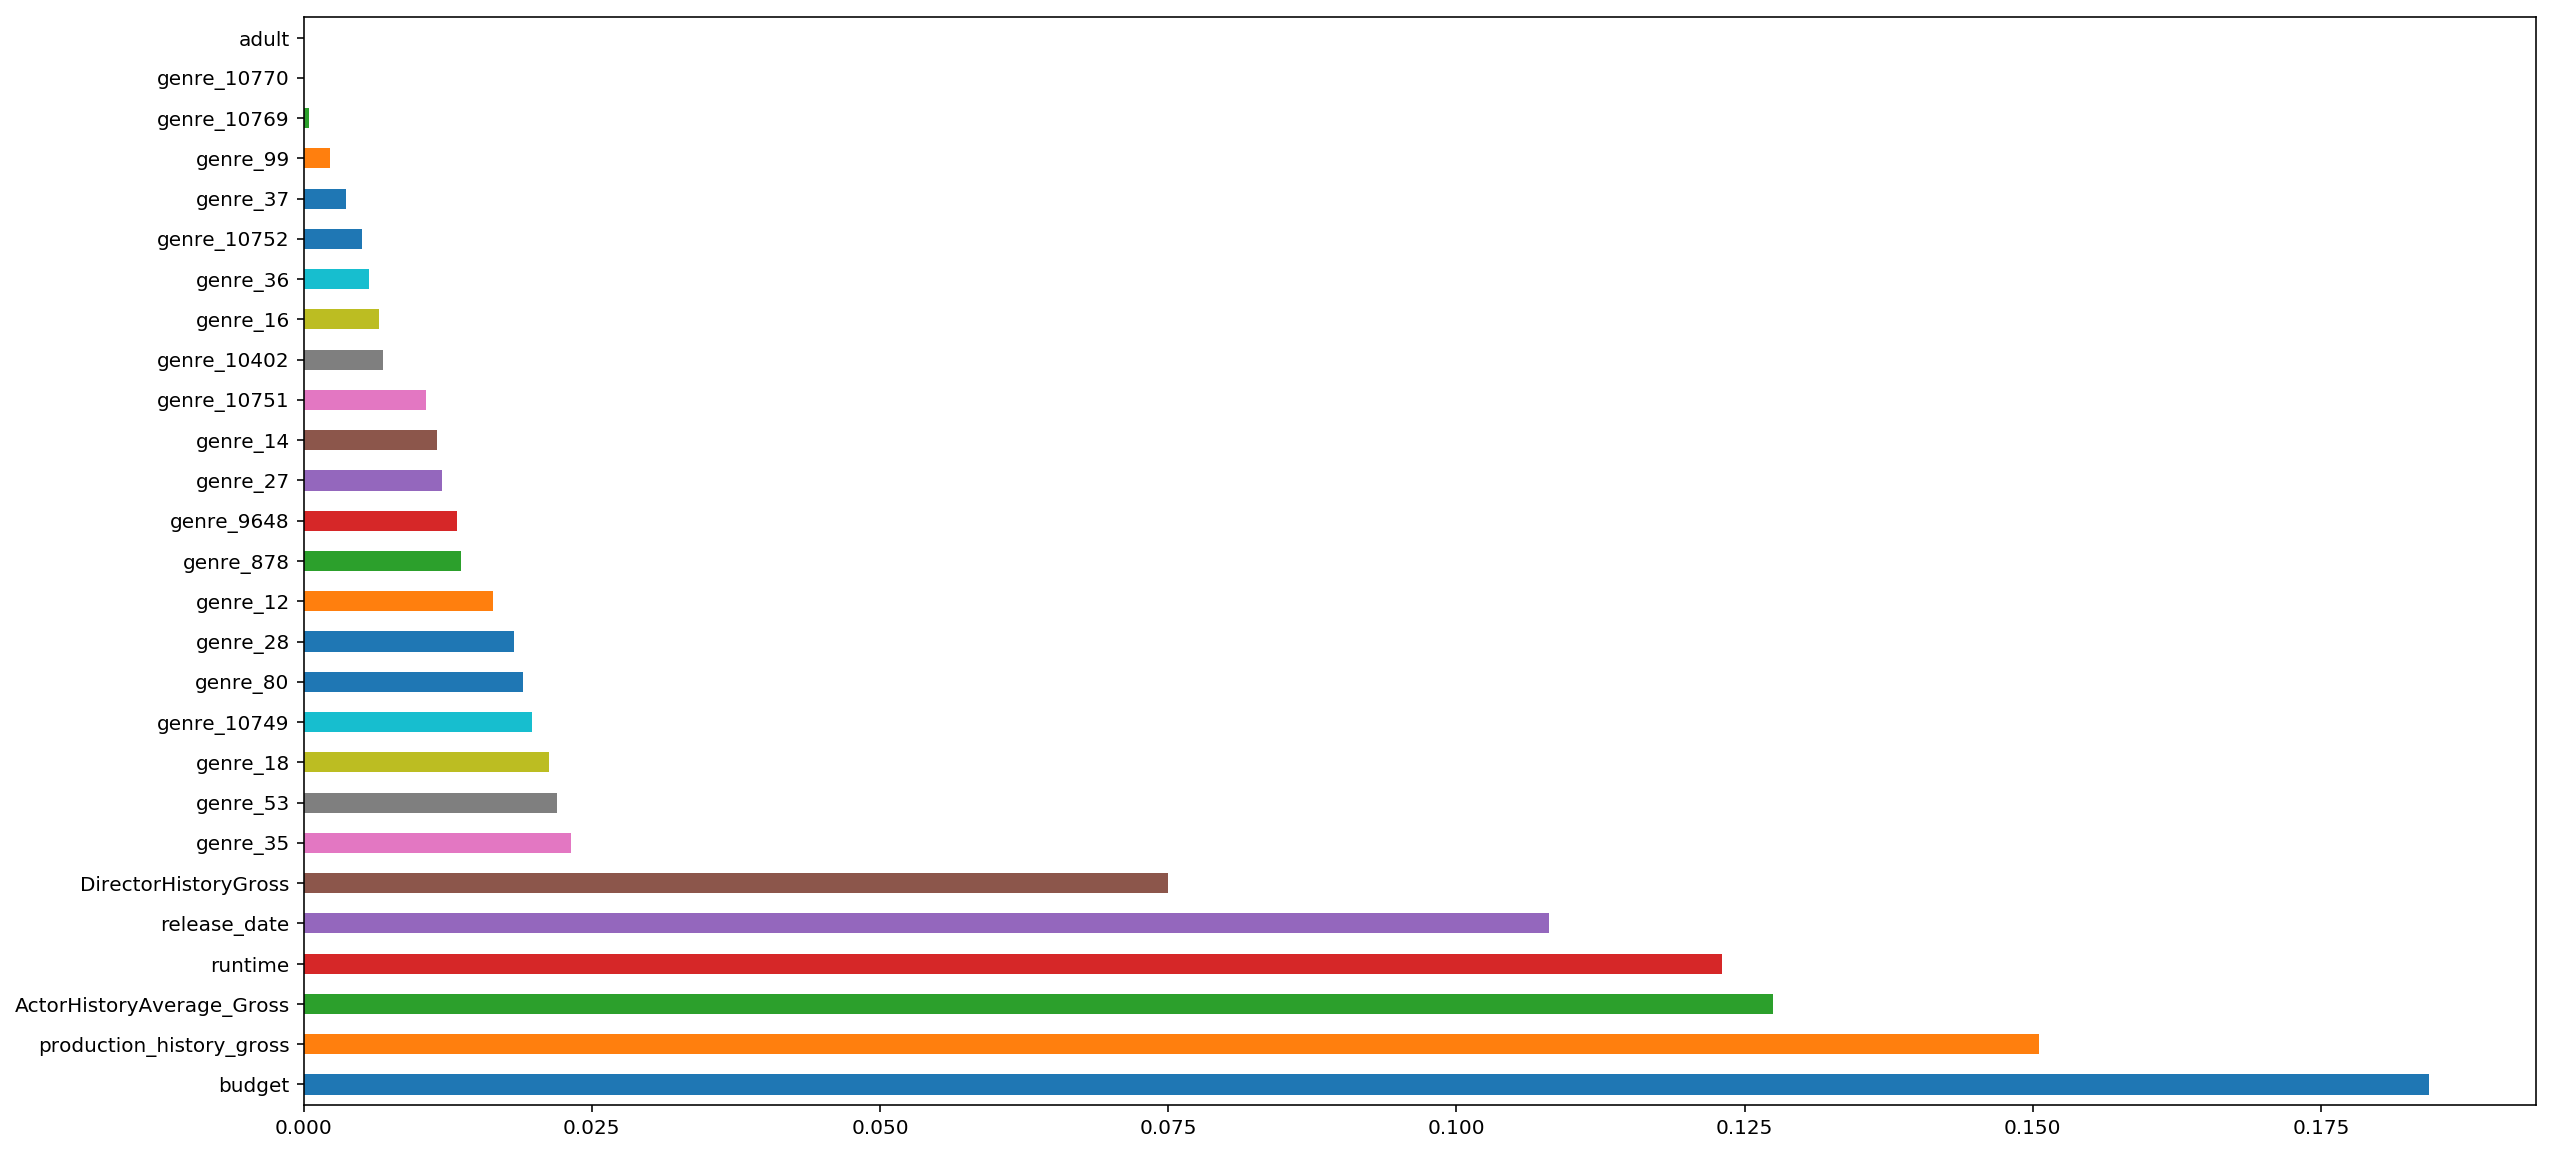 adult
genre_10770
genre_10769
genre_99
genre_37
genre_10752
genre_36
genre_16
genre_10402
genre_10751
genre_14
genre_27
genre_9648
genre_878
genre_12
genre_28
genre_80
genre_10749
genre_18
genre_53
genre_35
DirectorHistoryGross
release_date
runtime
ActorHistoryAverage_Gross
production_history_gross
budget
0.000 0.025 0.050 0.075 0.100 0.125 0.150 0.175